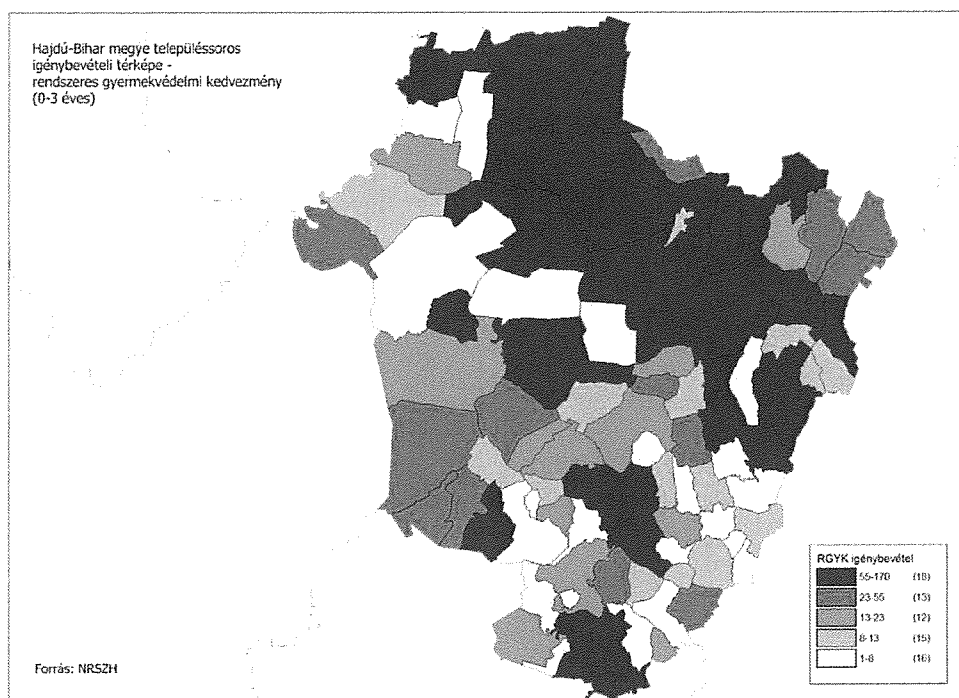 Hajdú-Bihar megye településsoros
igénybevételi térképe -
rendszeres gyermekvédelmi kedvezmény
(0-3 éves)
RGYK igénybevétel
55-170 (18)
23-55 (13)
13-23 (12)
8-13 (15)
1-8 (16)
Forrás: NRSZH